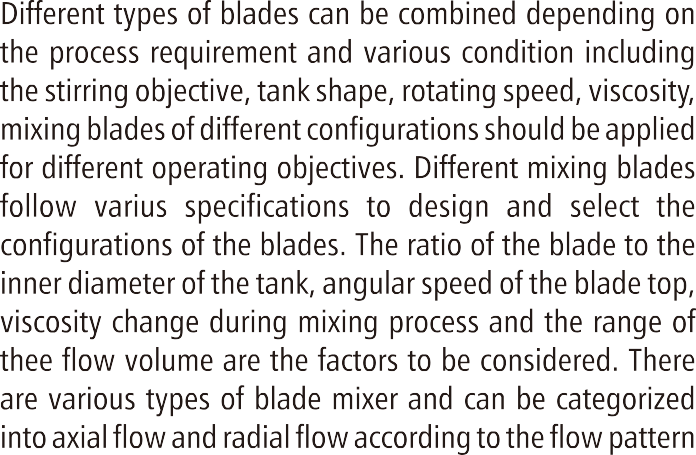 Different types of blades can be combined depending on
the process requirement and various condition including
the stirring objective, tank shape, rotating speed, viscosity,
mixing blades of different configurations should be applied
for different operating objectives. Different mixing blades
follow varius specifications to design and select the
configurations of the blades. The ratio of the blade to the
inner diameter of the tank, angular speed of the blade top,
viscosity change during mixing process and the range of
thee flow volume are the factors to be considered. There
are various types of blade mixer and can be categorized
into axial flow and radial flow according to the flow pattern